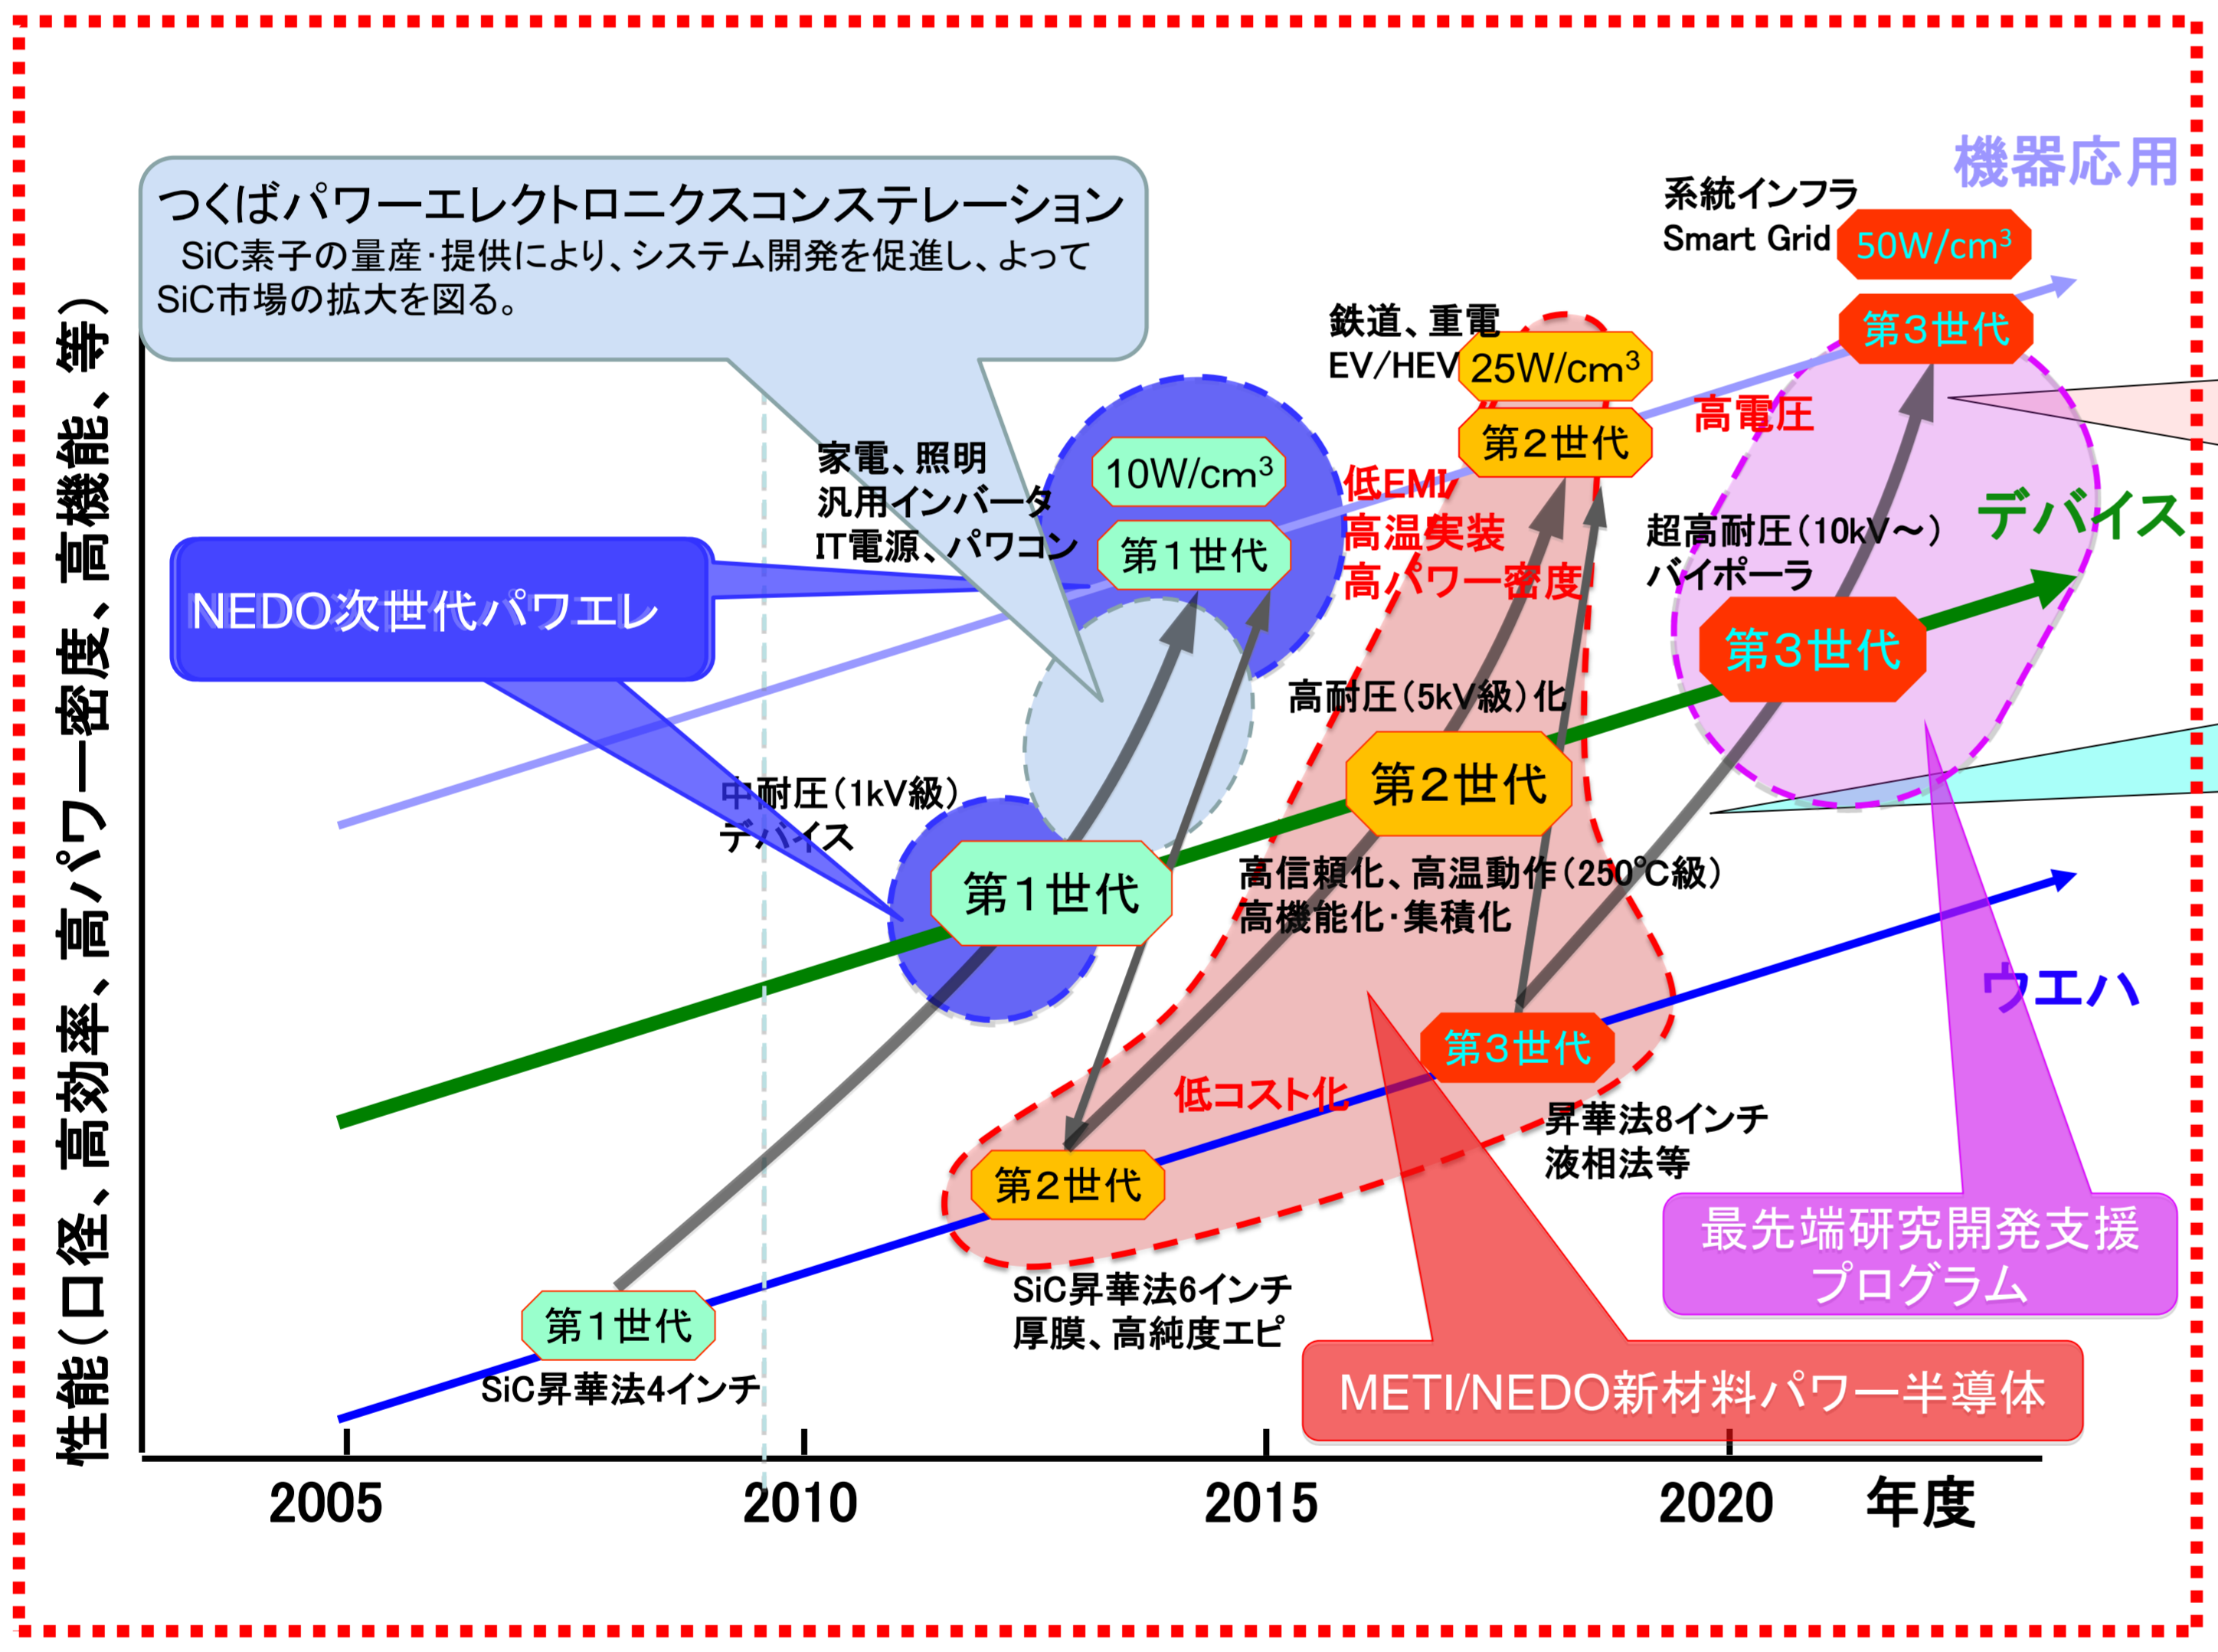 機器応用
つくばパワーエレクトロニクスコンステレーション
SiC素子の量産・提供により、システム開発を促進し、よって
SiC市場の拡大を図る。
系統インフラ
Smart Grid
50W/cm³
第3世代
鉄道、重電
EV/HEV
25W/cm³
第2世代
高電圧
家電、照明
汎用インバータ
IT電源、パワコン
10W/cm³
第1世代
低EMI
高温実装
高パワー密度
デバイス
超高耐圧（10kV～）
バイポーラ
第3世代
NEDO次世代パワエレ
高耐圧（5kV級）化
第2世代
中耐圧（1kV級）
デバイス
第1世代
高信頼化、高温動作（250℃級）
高機能化・集積化
ウエハ
第3世代
低コスト化
昇華法8インチ
液相法等
第2世代
SiC昇華法6インチ
厚膜、高純度エピ
最先端研究開発支援
プログラム
第1世代
SiC昇華法4インチ
METI/NEDO新材料パワー半導体
性能（口径、高効率、高パワー密度、高機能、等）
2005
2010
2015
2020
年度